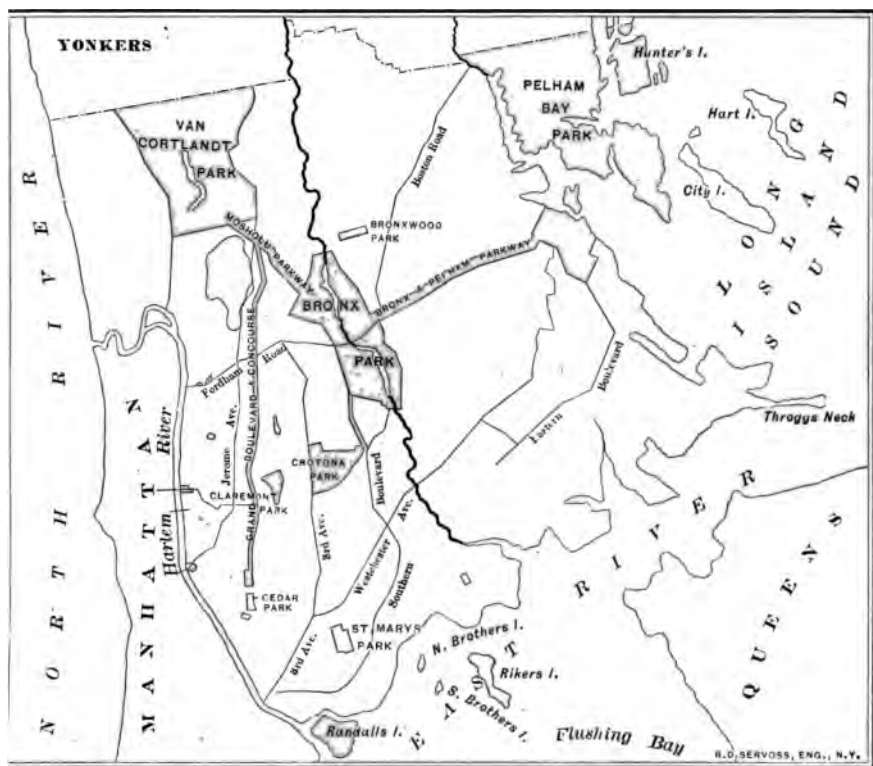 YONKERS
Hunter's I.
PELHAM
BAY
PARK
Hart I.
VAN
CORTLANDT
PARK
City I.
Boston Road
LONG
ISLAND
SOUND
NORTH RIVER
MOSHOLU PARKWAY
BRONXWOOD
PARK
BRONX & PELHAM PARKWAY
BRONX
PARK
GRAND BOULEVARD & CONCOURSE
Fordham Road
Boulevard
Eastern
Throgys Neck
Jerome Ave.
MANHATTAN
Harlem River
CROTONA
PARK
CLAREMONT
PARK
Boulevard
3rd Ave.
Westchester Ave.
Southern
EAST RIVER
QUEENS
CEDAR
PARK
ST. MARYS
PARK
3rd Ave.
N. Brothers I.
Rikers I.
S. Brothers I.
Randalls I.
Flushing Bay
R.D. SERVOSS, ENG., N.Y.